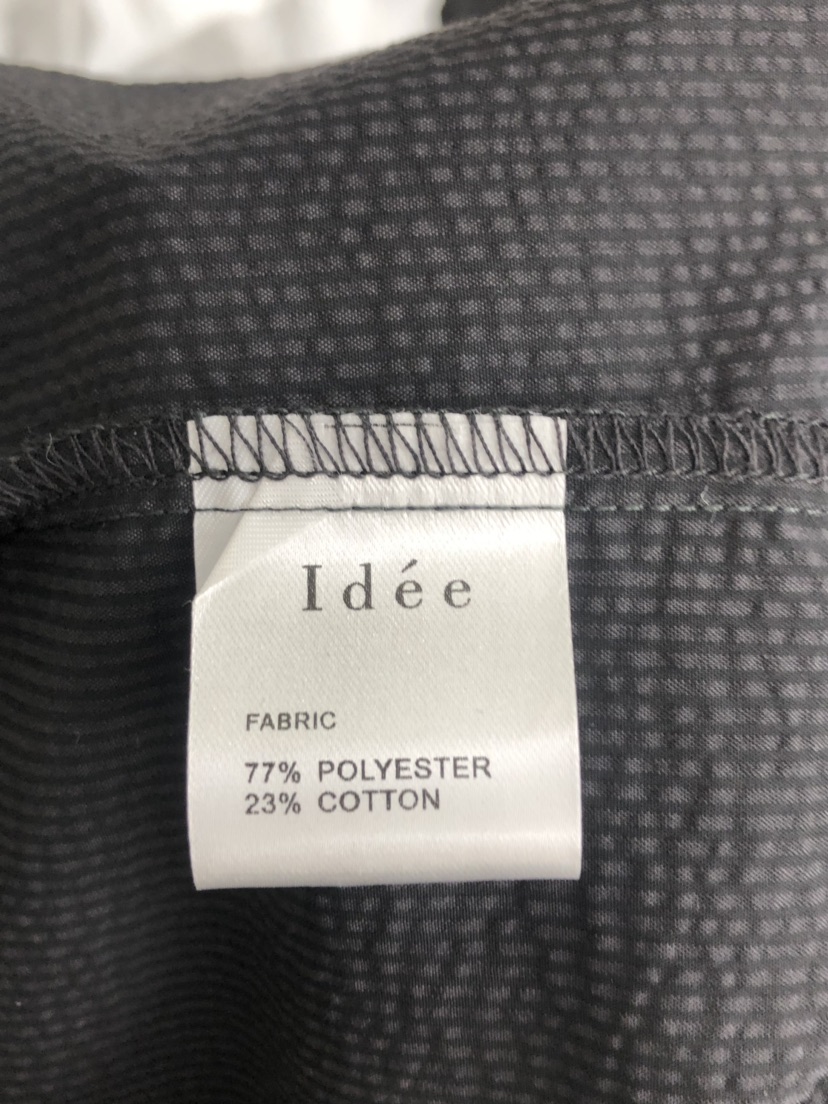 Idée
FABRIC
77% POLYESTER
23% COTTON